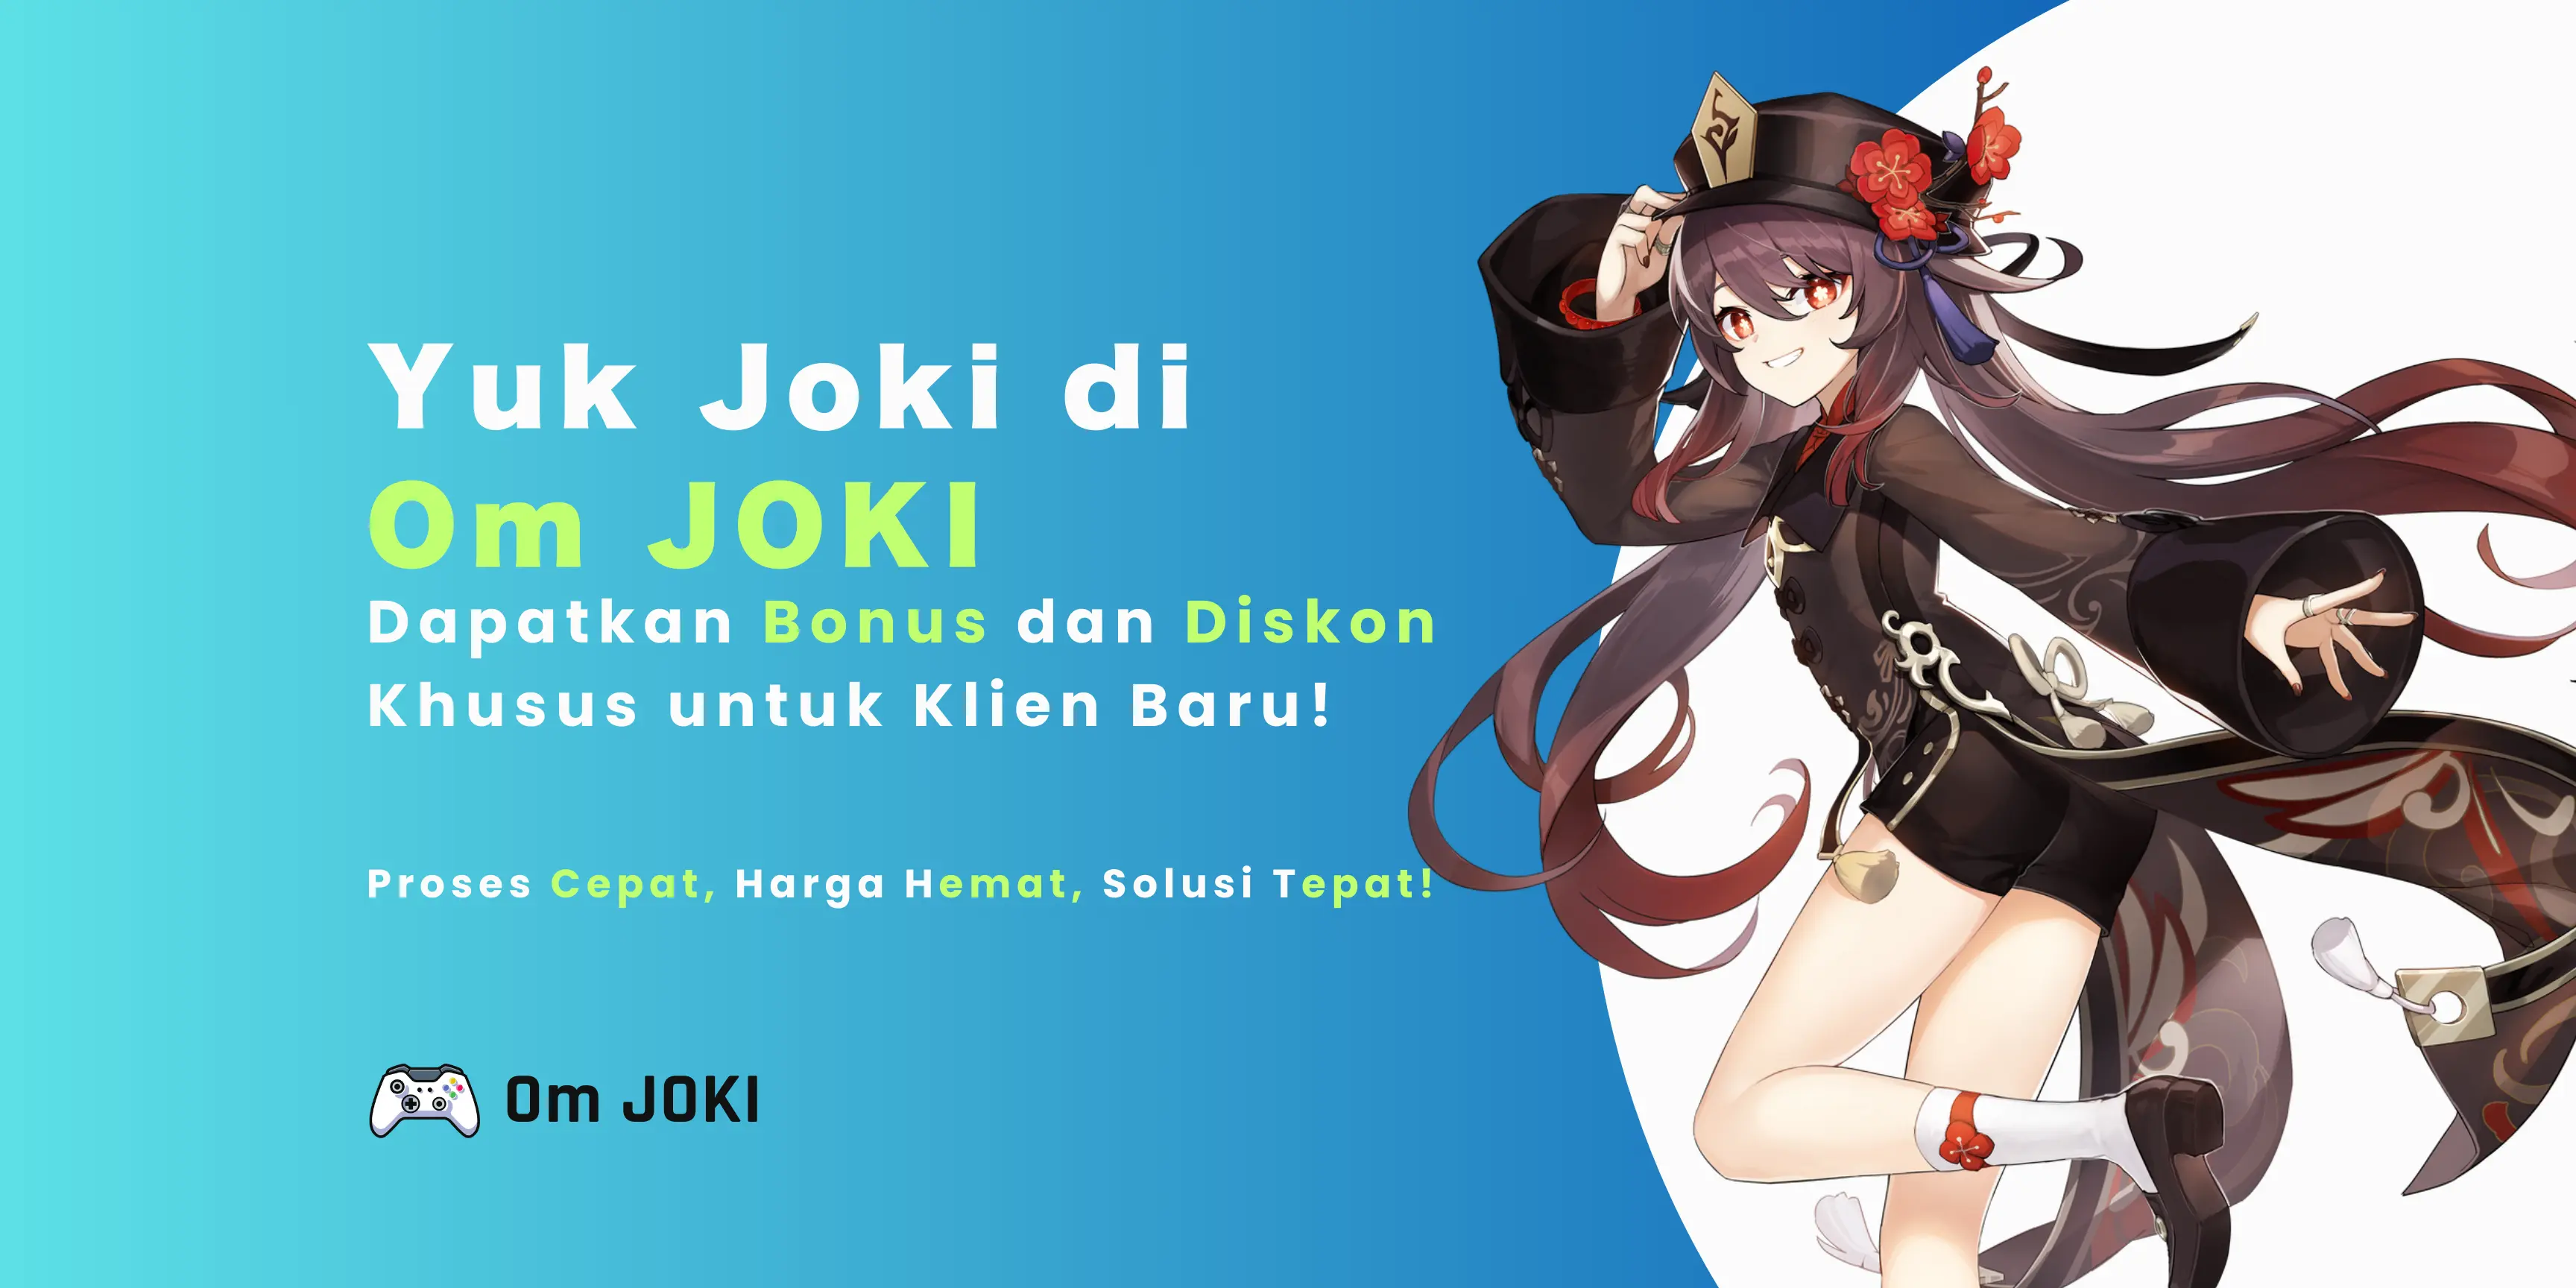 Yuk Joki di
Om JOKI
Dapatkan Bonus dan Diskon
Khusus untuk Klien Baru!
Proses Cepat, Harga Hemat, Solusi Tepat!
Om JOKI